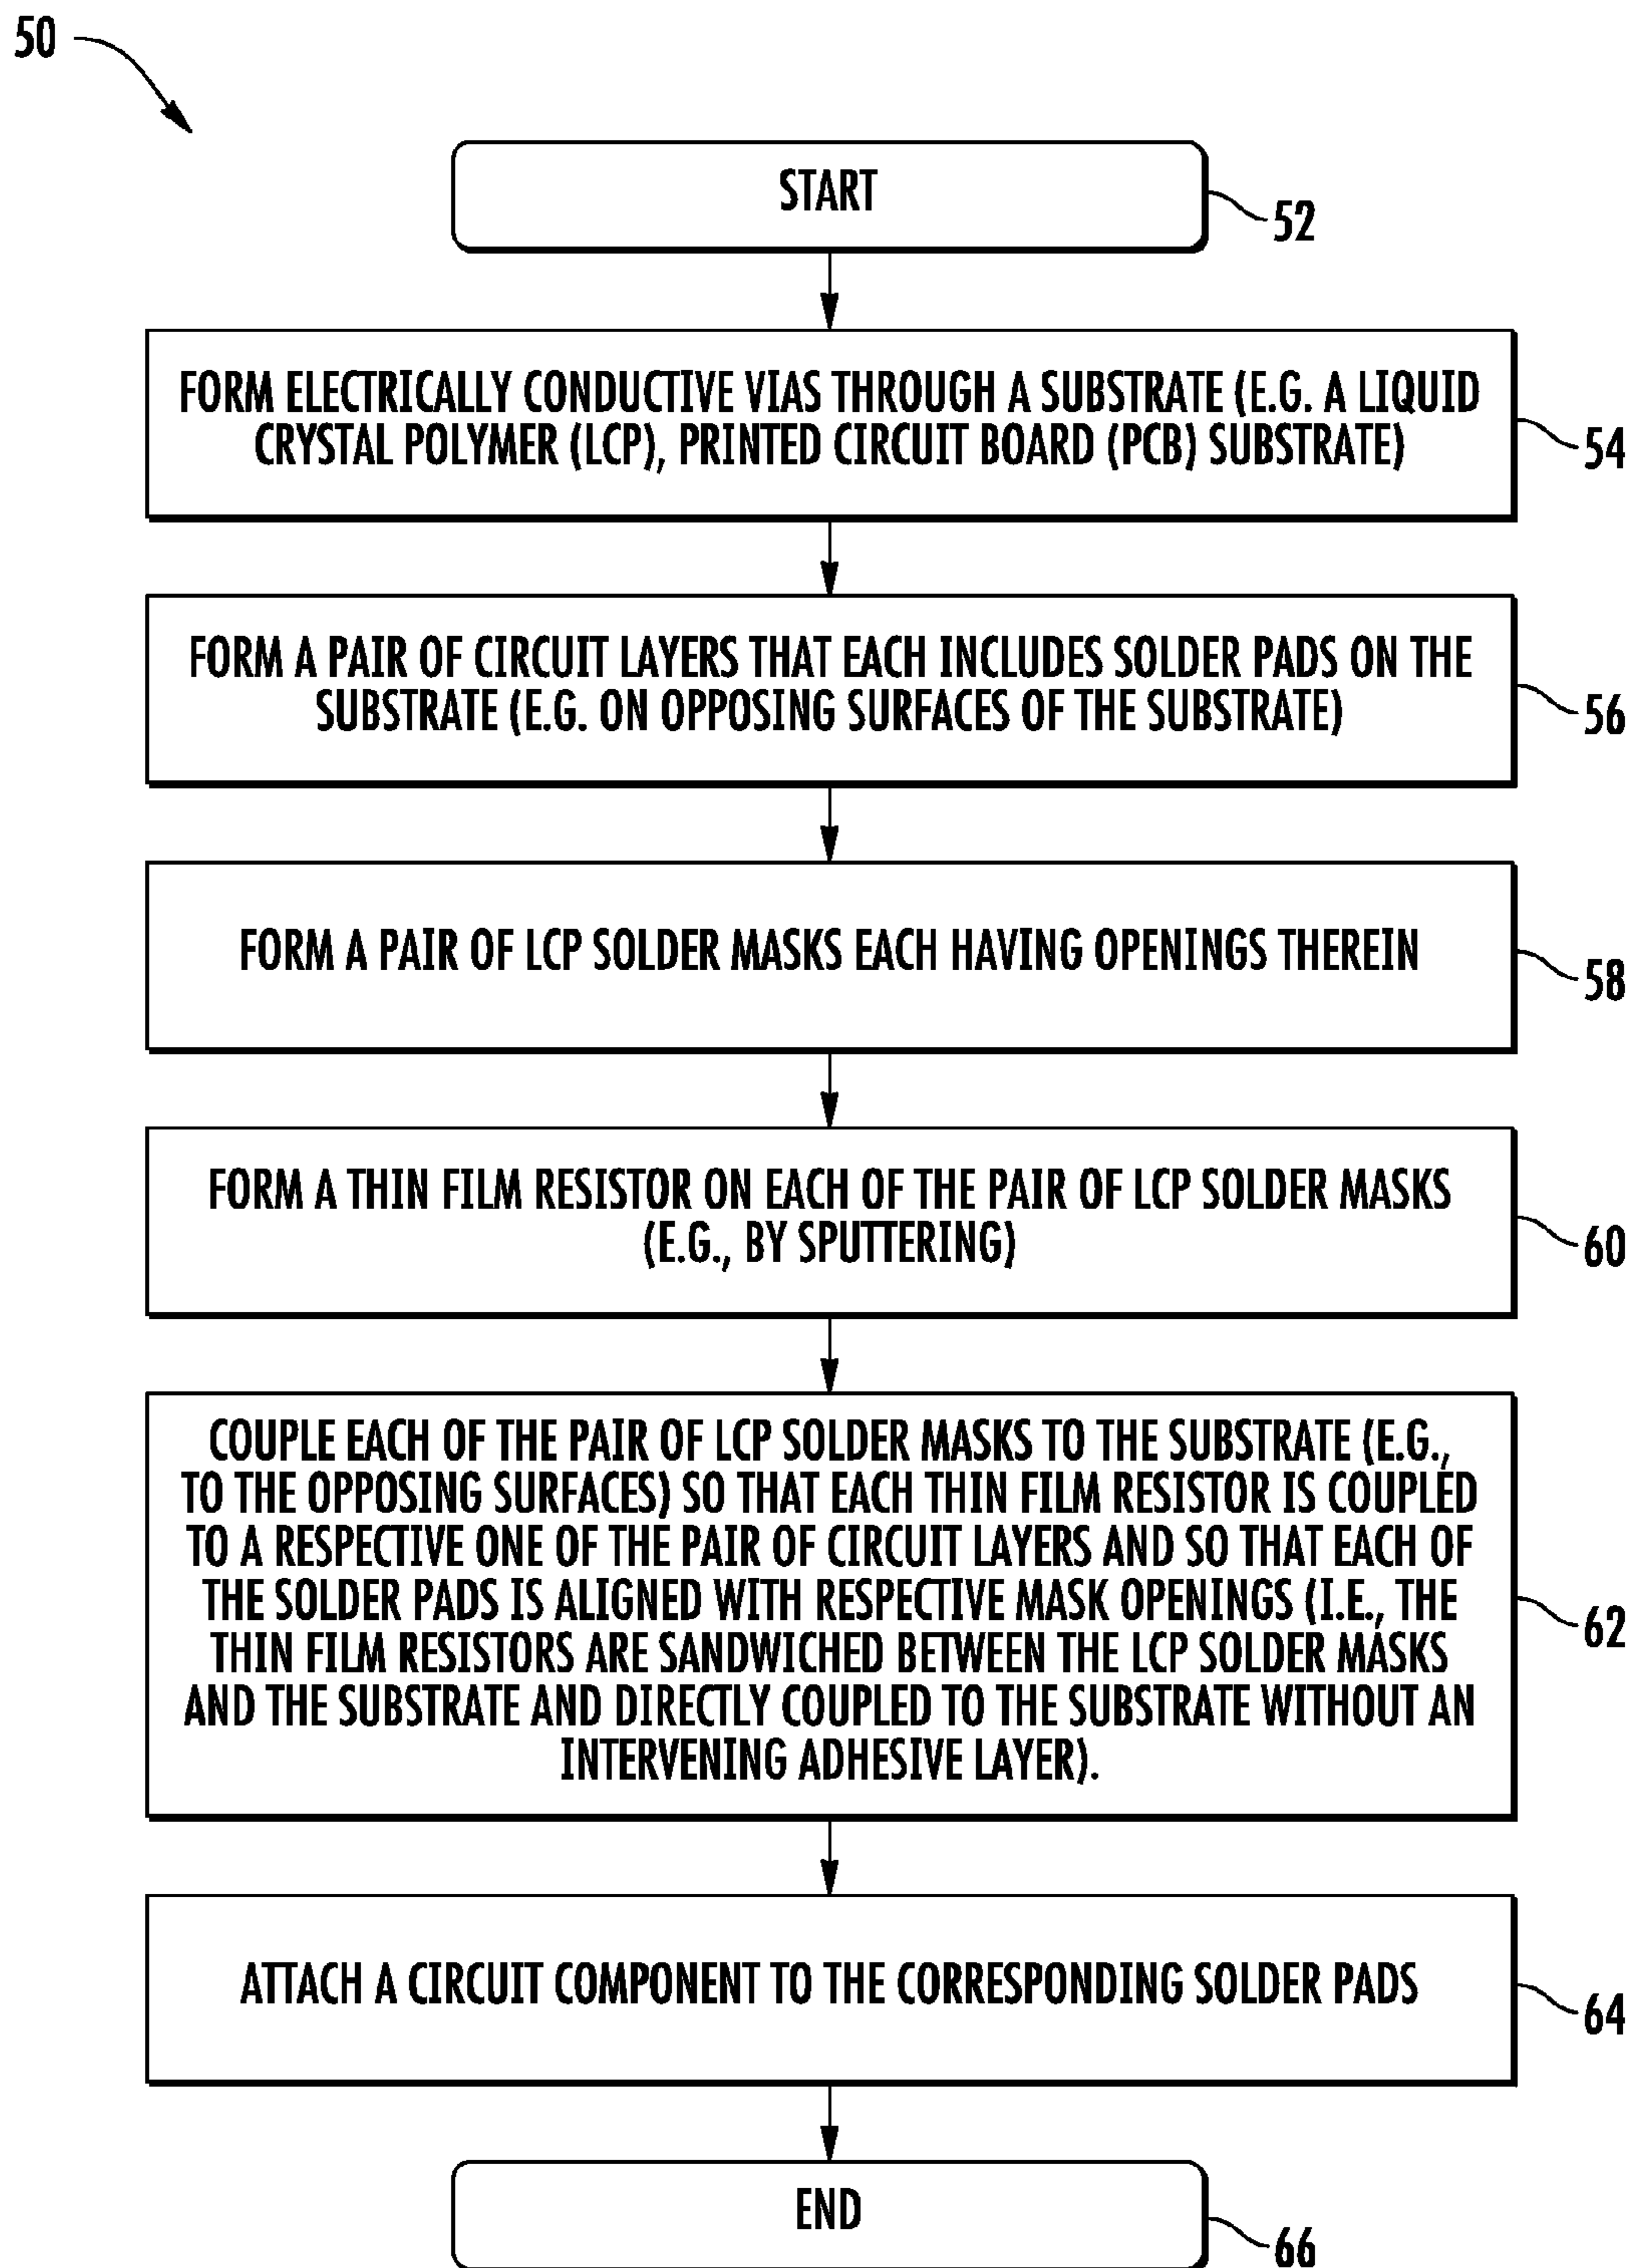 50
START
52
FORM ELECTRICALLY CONDUCTIVE VIAS THROUGH A SUBSTRATE (E.G. A LIQUID
CRYSTAL POLYMER (LCP), PRINTED CIRCUIT BOARD (PCB) SUBSTRATE)
54
FORM A PAIR OF CIRCUIT LAYERS THAT EACH INCLUDES SOLDER PADS ON THE
SUBSTRATE (E.G. ON OPPOSING SURFACES OF THE SUBSTRATE)
56
FORM A PAIR OF LCP SOLDER MASKS EACH HAVING OPENINGS THEREIN
58
FORM A THIN FILM RESISTOR ON EACH OF THE PAIR OF LCP SOLDER MASKS
(E.G., BY SPUTTERING)
60
COUPLE EACH OF THE PAIR OF LCP SOLDER MASKS TO THE SUBSTRATE (E.G.,
TO THE OPPOSING SURFACES) SO THAT EACH THIN FILM RESISTOR IS COUPLED
TO A RESPECTIVE ONE OF THE PAIR OF CIRCUIT LAYERS AND SO THAT EACH OF
THE SOLDER PADS IS ALIGNED WITH RESPECTIVE MASK OPENINGS (I.E., THE
THIN FILM RESISTORS ARE SANDWICHED BETWEEN THE LCP SOLDER MASKS
AND THE SUBSTRATE AND DIRECTLY COUPLED TO THE SUBSTRATE WITHOUT AN
INTERVENING ADHESIVE LAYER).
62
ATTACH A CIRCUIT COMPONENT TO THE CORRESPONDING SOLDER PADS
64
END
66